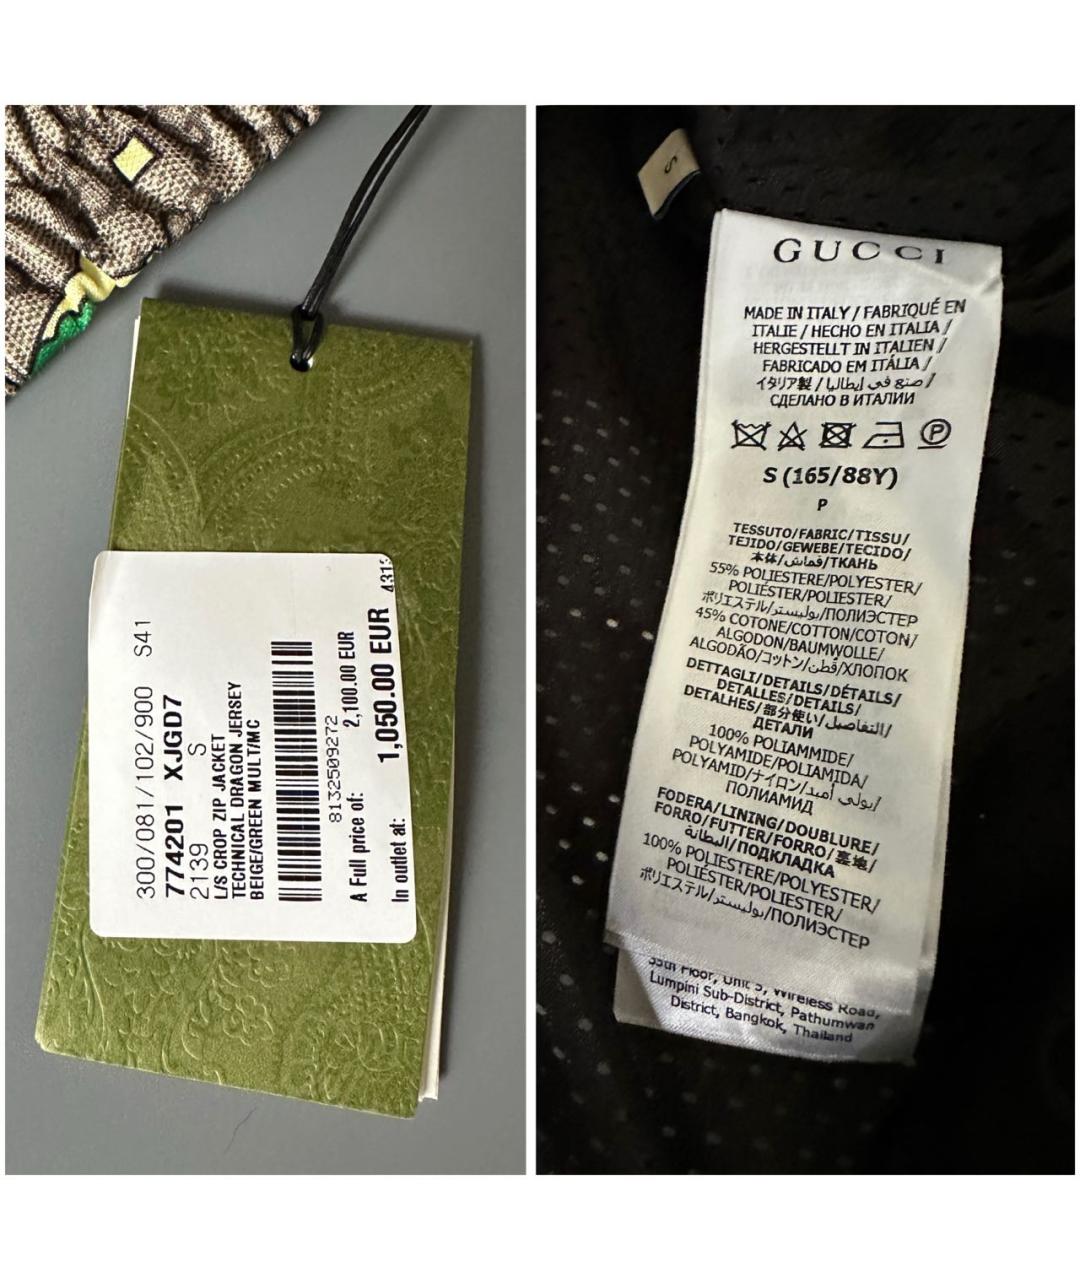 300/081/102/900 S41
774201 XJGD7
2139 S
L/S CROP ZIP JACKET
TECHNICAL DRAGON JERSEY
BEIGE/GREEN MULT/MC
8132509272
A Full price of: 2,100.00 EUR
In outlet at: 1,050.00 EUR
S
GUCCI
MADE IN ITALY / FABRIQUÉ EN
ITALIE / HECHO EN ITALIA /
HERGESTELLT IN ITALIEN /
FABRICADO EM ITÁLIA /
イタリア製 / صنع في إيطاليا /
СДЕЛАНО В ИТАЛИИ
P
S (165/88Y)
P
TESSUTO/FABRIC/TISSU/
TEJIDO/GEWEBE/TECIDO/
本体/قماش/ТКАНЬ
55% POLIESTERE/POLYESTER/
POLIÉSTER/POLIESTER/
ポリエステル/بوليستر/ПОЛИЭСТЕР
45% COTONE/COTTON/COTON/
ALGODON/BAUMWOLLE/
ALGODÃO/コットン/قطن/ХЛОПОК
DETTAGLI/DETAILS/DÉTAILS/
DETALLES/DETAILS/
DETALHES/部分使い/التفاصيل/
ДЕТАЛИ
100% POLIAMMIDE/
POLYAMIDE/POLIAMIDA/
POLYAMID/ナイロン/بولي أميد/
ПОЛИАМИД
FODERA/LINING/DOUBLURE/
FORRO/FUTTER/FORRO/裏地/
البطانة/ПОДКЛАДКА
100% POLIESTERE/POLYESTER/
POLIÉSTER/POLIESTER/
ポリエステル/بوليستر/ПОЛИЭСТЕР
Floor, Unit 5, Wireless Road,
Lumpini Sub-District, Pathumwan
District, Bangkok, Thailand